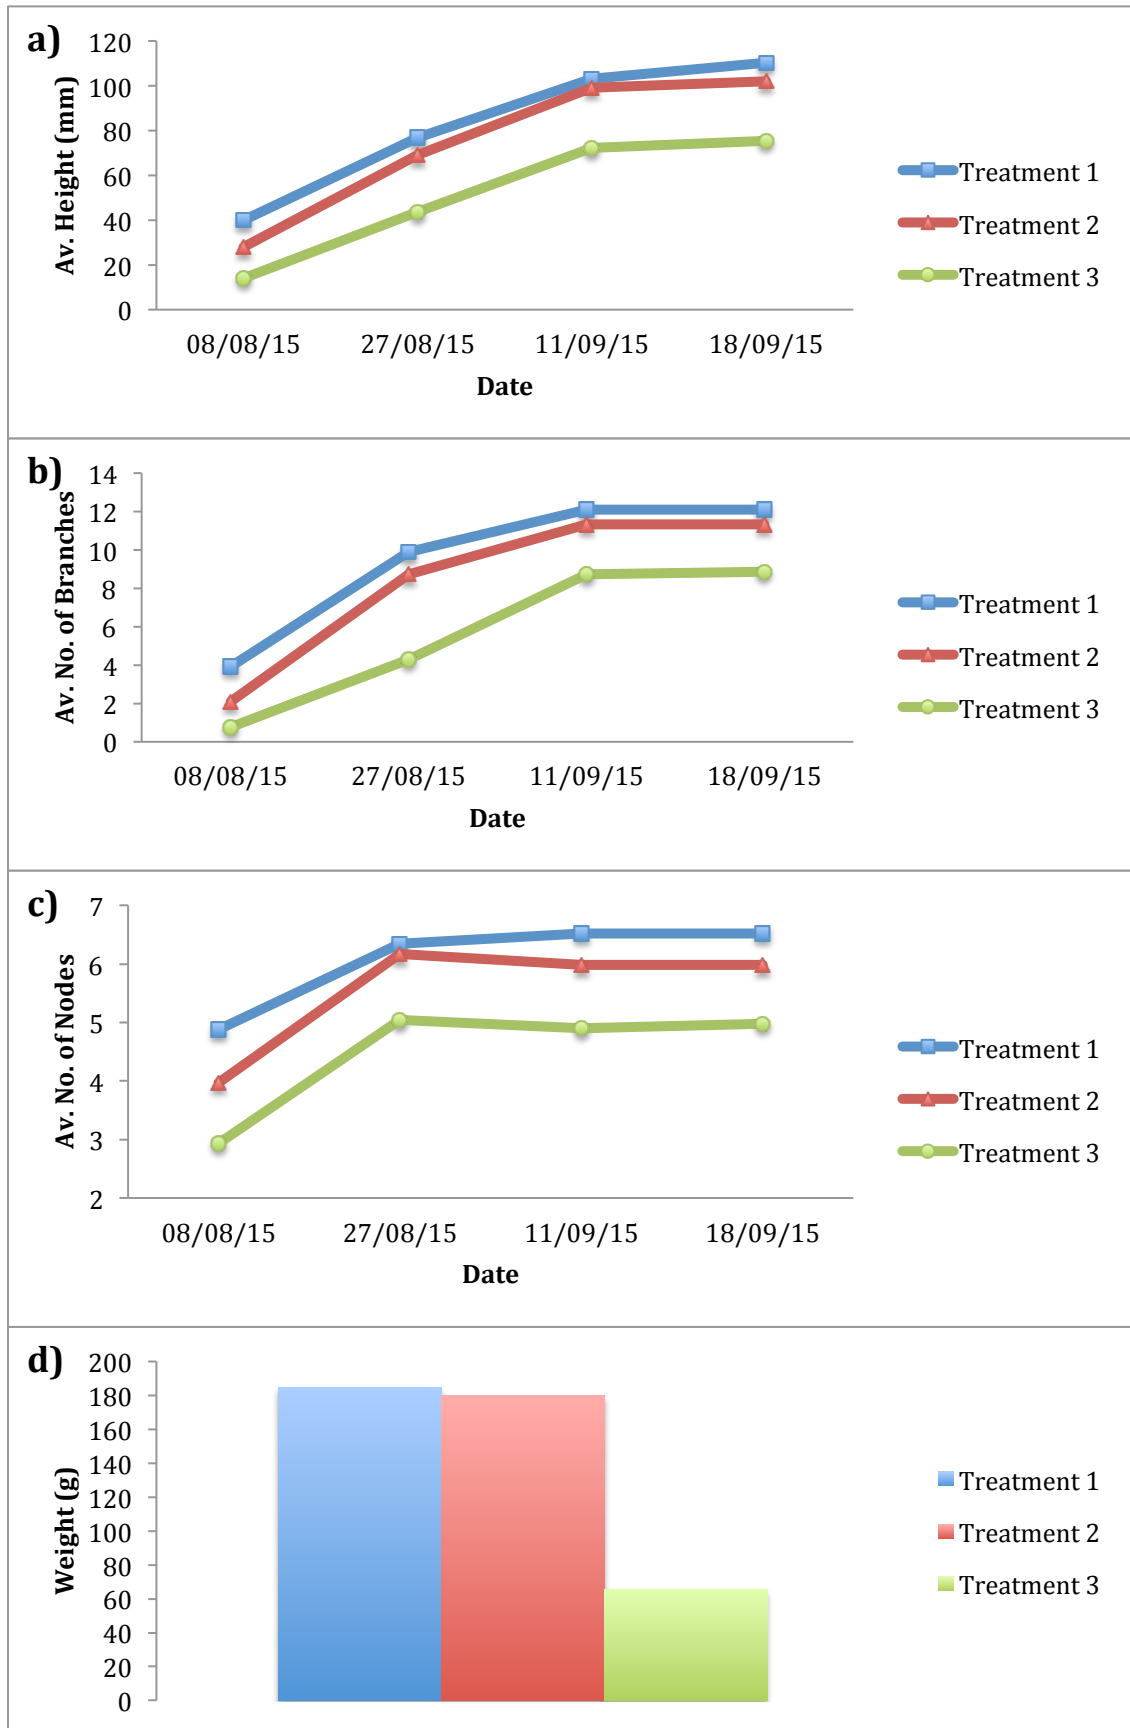 a)
Av. Height (mm)
120
100
80
60
40
20
0
08/08/15 27/08/15 11/09/15 18/09/15
Date
Treatment 1
Treatment 2
Treatment 3
b)
Av. No. of Branches
14
12
10
8
6
4
2
0
08/08/15 27/08/15 11/09/15 18/09/15
Date
Treatment 1
Treatment 2
Treatment 3
c)
Av. No. of Nodes
7
6
5
4
3
2
08/08/15 27/08/15 11/09/15 18/09/15
Date
Treatment 1
Treatment 2
Treatment 3
d)
Weight (g)
200
180
160
140
120
100
80
60
40
20
0
Treatment 1
Treatment 2
Treatment 3